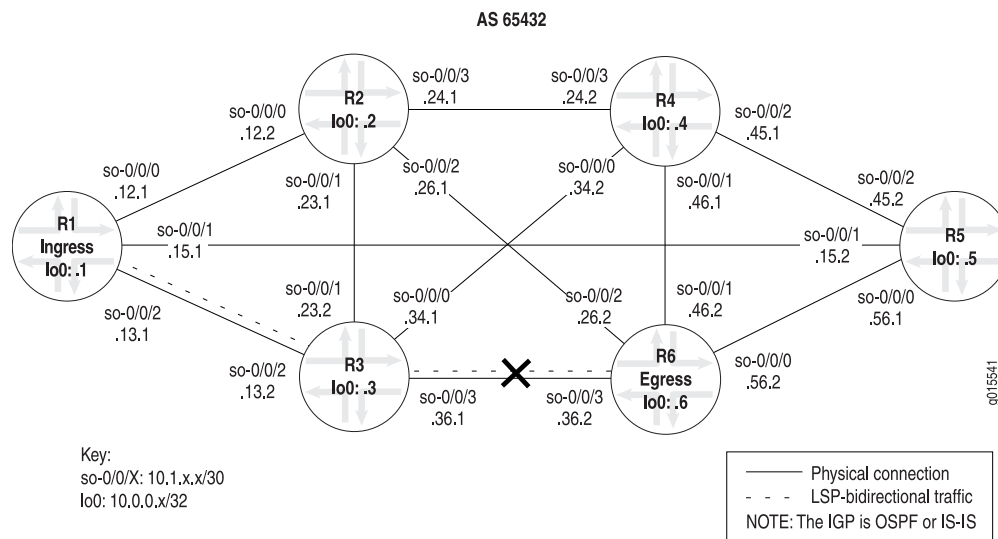 AS 65432
so-0/0/3
.24.1
so-0/0/3
.24.2
R2
lo0: .2
R4
lo0: .4
so-0/0/0
.12.2
so-0/0/2
.45.1
so-0/0/0
.12.1
so-0/0/1
.23.1
so-0/0/2
.26.1
so-0/0/0
.34.2
so-0/0/1
.46.1
so-0/0/2
.45.2
R1
Ingress
lo0: .1
so-0/0/1
.15.1
so-0/0/1
.15.2
R5
lo0: .5
so-0/0/2
.13.1
so-0/0/1
.23.2
so-0/0/0
.34.1
so-0/0/2
.26.2
so-0/0/1
.46.2
so-0/0/0
.56.1
so-0/0/2
.13.2
R3
lo0: .3
R6
Egress
lo0: .6
so-0/0/0
.56.2
so-0/0/3
.36.1
so-0/0/3
.36.2
g015541
Key:
so-0/0/X: 10.1.x.x/30
lo0: 10.0.0.x/32
Physical connection
LSP-bidirectional traffic
NOTE: The IGP is OSPF or IS-IS